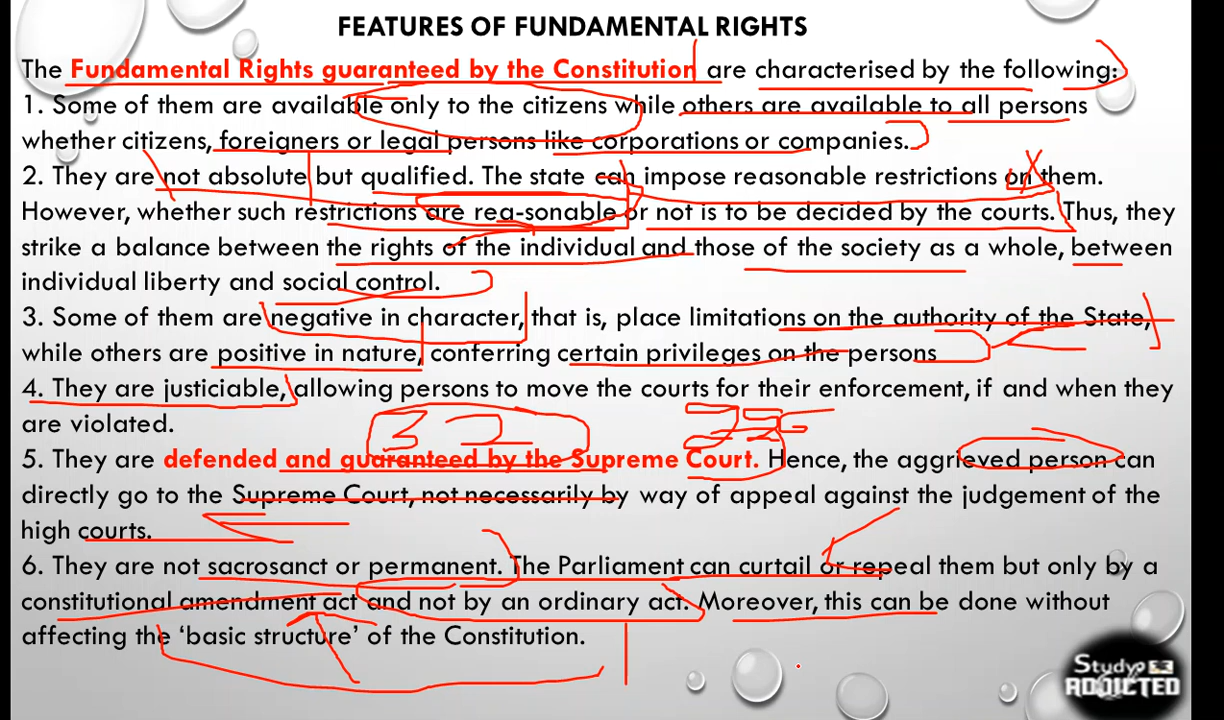 FEATURES OF FUNDAMENTAL RIGHTS
The Fundamental Rights guaranteed by the Constitution are characterised by the following:
1. Some of them are available only to the citizens while others are available to all persons
whether citizens, foreigners or legal persons like corporations or companies.
2. They are not absolute but qualified. The state can impose reasonable restrictions on them.
However, whether such restrictions are rea-sonable or not is to be decided by the courts. Thus, they
strike a balance between the rights of the individual and those of the society as a whole, between
individual liberty and social control.
3. Some of them are negative in character, that is, place limitations on the authority of the State,
while others are positive in nature, conferring certain privileges on the persons
4. They are justiciable, allowing persons to move the courts for their enforcement, if and when they
are violated.
32
5. They are defended and guaranteed by the Supreme Court. Hence, the aggrieved person can
directly go to the Supreme Court, not necessarily by way of appeal against the judgement of the
high courts.
6. They are not sacrosanct or permanent. The Parliament can curtail or repeal them but only by a
constitutional amendment act and not by an ordinary act. Moreover, this can be done without
affecting the ‘basic structure’ of the Constitution.
Study
ADDICTED